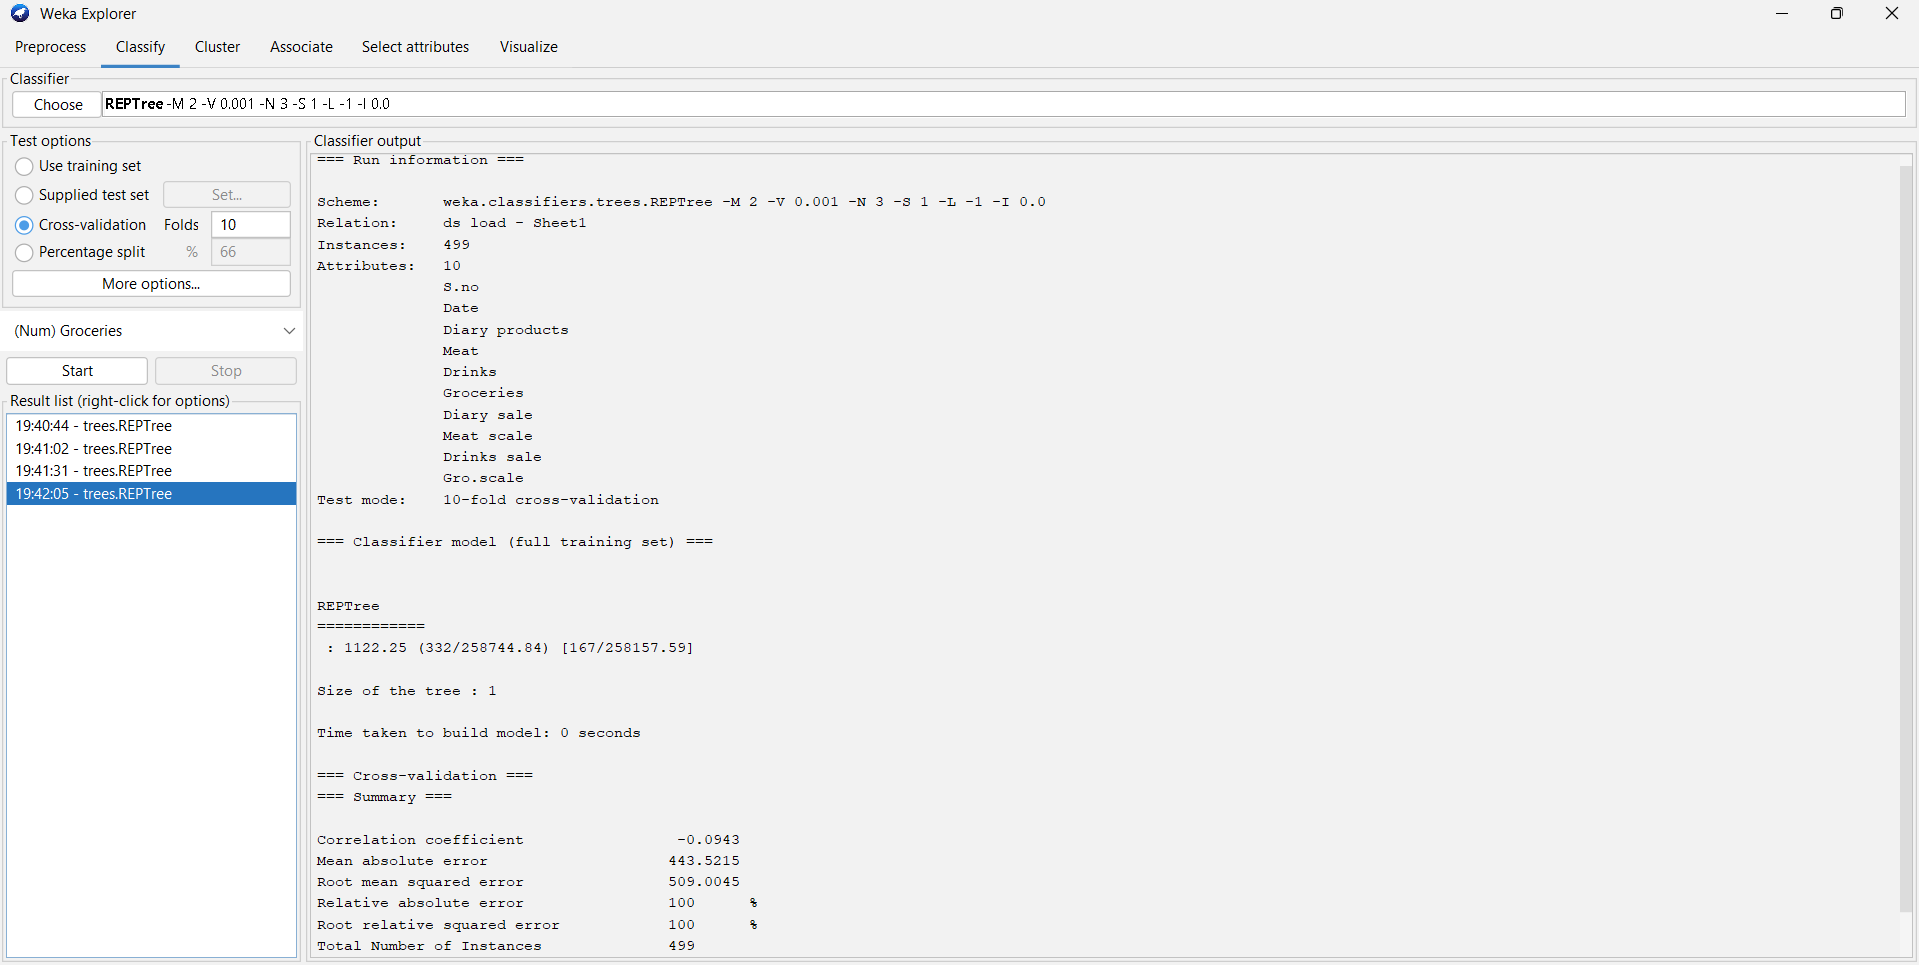 Weka Explorer
Preprocess Classify Cluster Associate Select attributes Visualize
Classifier
Choose REPTree -M 2 -V 0.001 -N 3 -S 1 -L -1 -I 0.0
Test options
Use training set
Supplied test set Set...
Cross-validation Folds 10
Percentage split % 66
More options...
(Num) Groceries
Start Stop
Result list (right-click for options)
19:40:44 - trees.REPTree
19:41:02 - trees.REPTree
19:41:31 - trees.REPTree
19:42:05 - trees.REPTree
Classifier output
=== Run information ===
Scheme: weka.classifiers.trees.REPTree -M 2 -V 0.001 -N 3 -S 1 -L -1 -I 0.0
Relation: ds load - Sheet1
Instances: 499
Attributes: 10
S.no
Date
Diary products
Meat
Drinks
Groceries
Diary sale
Meat scale
Drinks sale
Gro.scale
Test mode: 10-fold cross-validation
=== Classifier model (full training set) ===
REPTree
============
: 1122.25 (332/258744.84) [167/258157.59]
Size of the tree : 1
Time taken to build model: 0 seconds
=== Cross-validation ===
=== Summary ===
Correlation coefficient -0.0943
Mean absolute error 443.5215
Root mean squared error 509.0045
Relative absolute error 100 %
Root relative squared error 100 %
Total Number of Instances 499